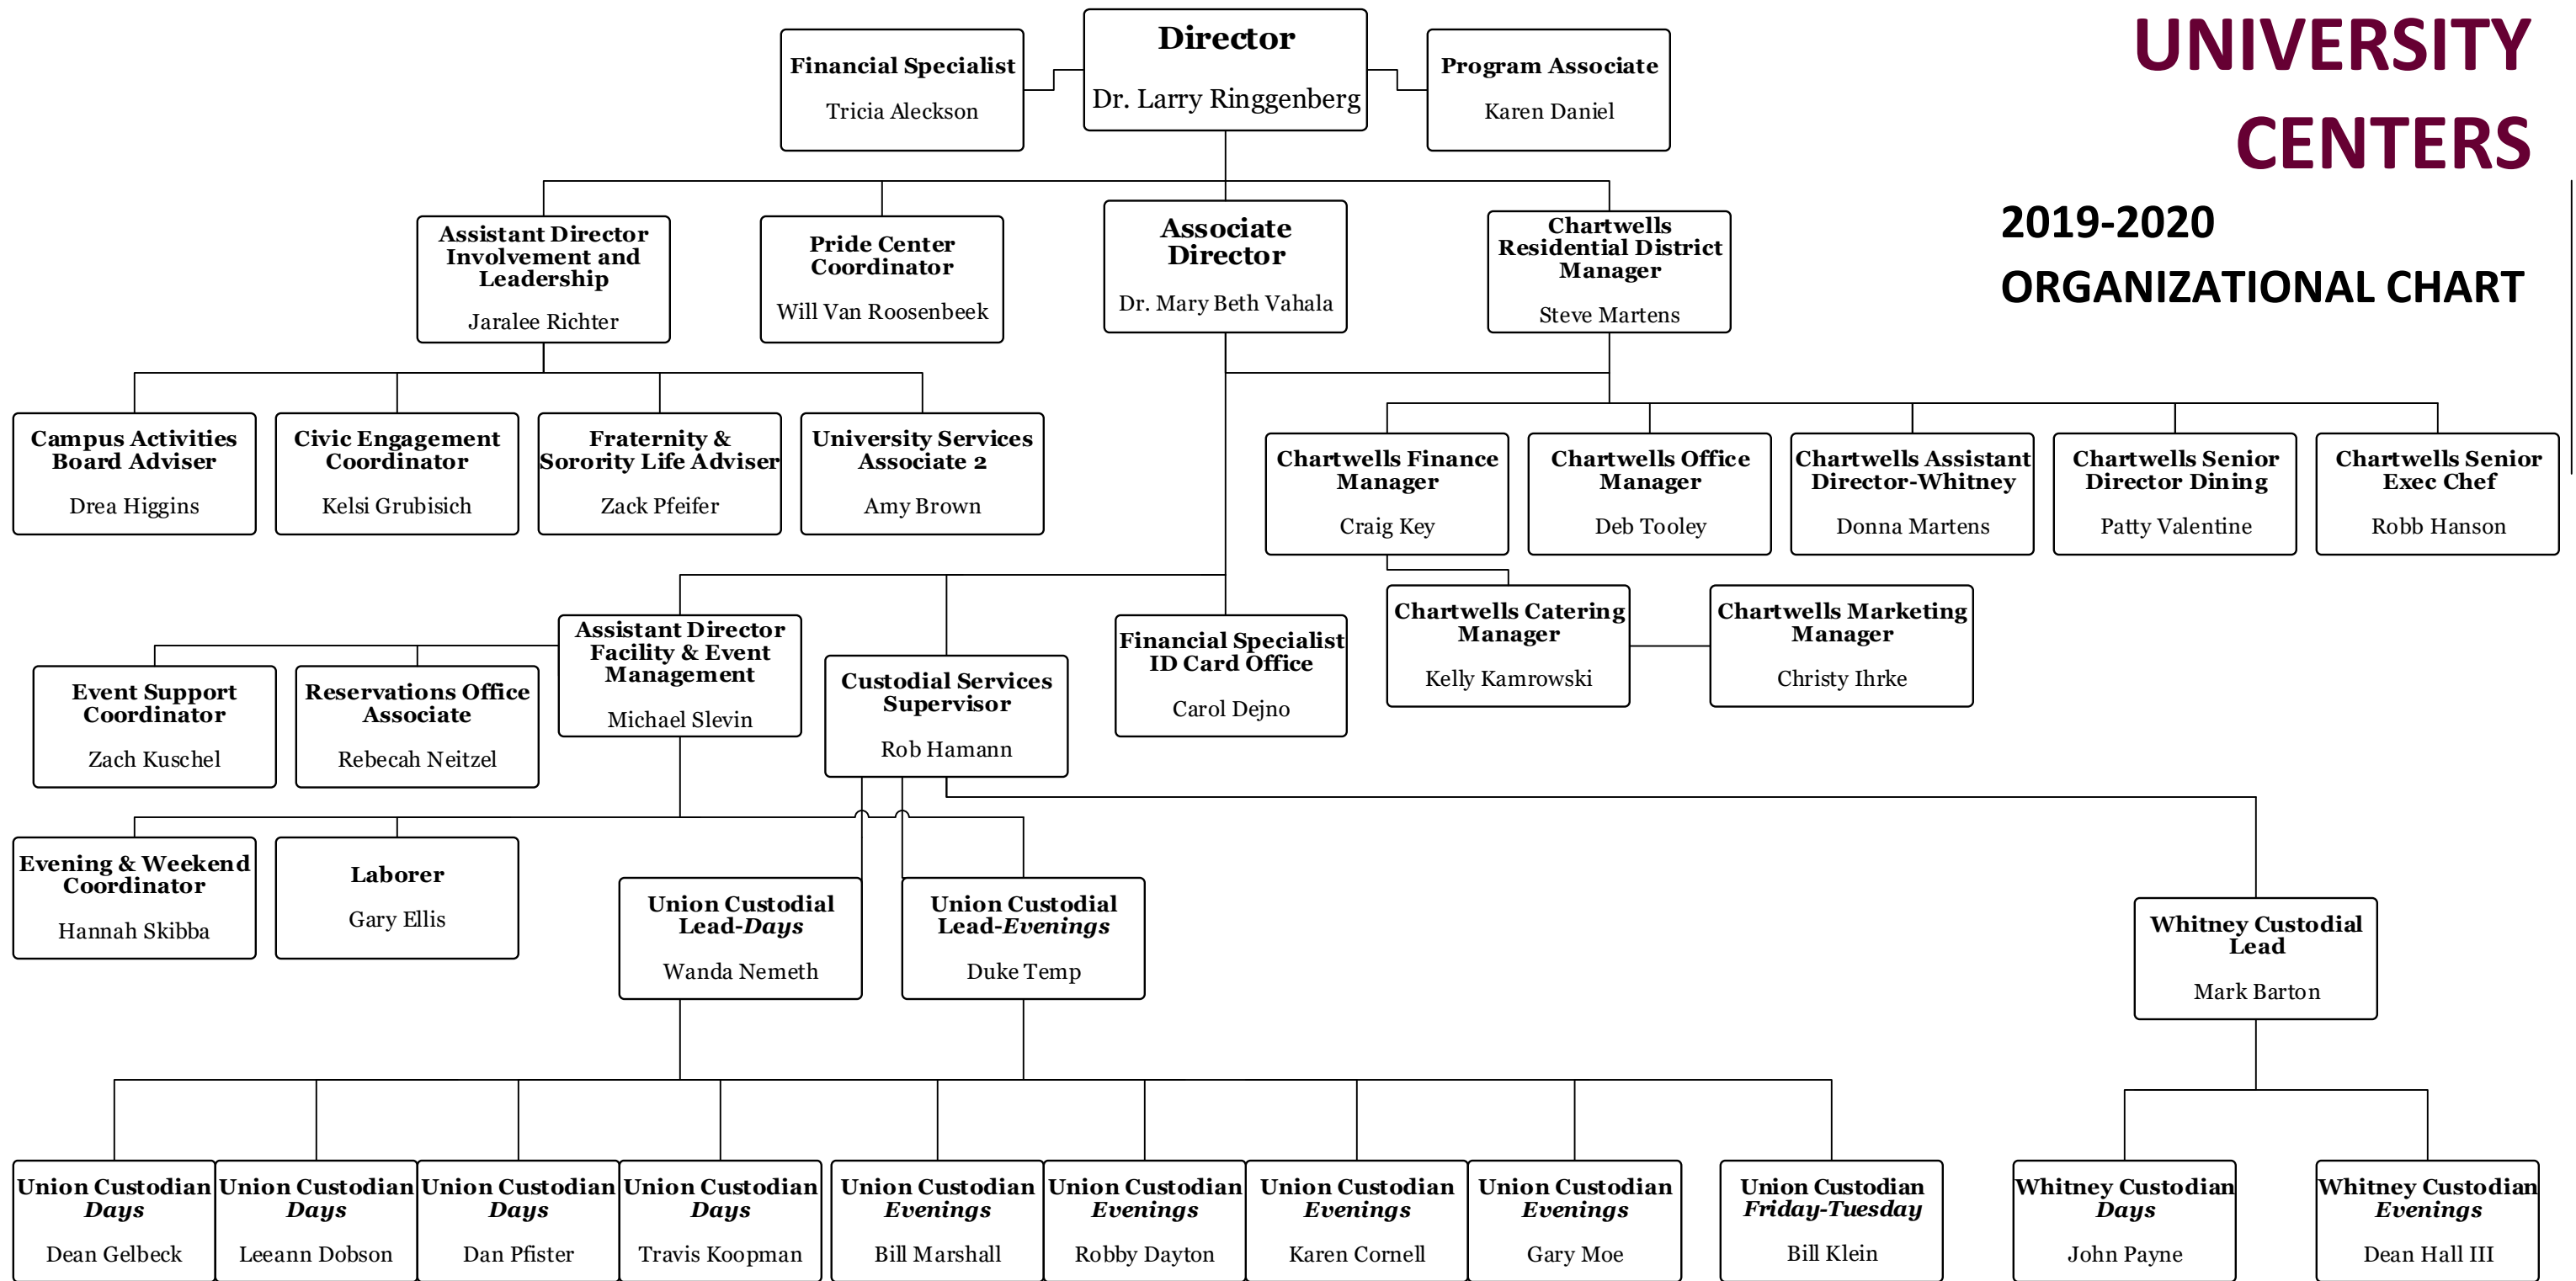 UNIVERSITY
CENTERS
2019-2020
ORGANIZATIONAL CHART
Financial Specialist
Tricia Aleckson
Director
Dr. Larry Ringgenberg
Program Associate
Karen Daniel
Assistant Director
Involvement and
Leadership
Jaralee Richter
Pride Center
Coordinator
Will Van Roosenbeek
Associate
Director
Dr. Mary Beth Vahala
Chartwells
Residential District
Manager
Steve Martens
Campus Activities
Board Adviser
Drea Higgins
Civic Engagement
Coordinator
Kelsi Grubisich
Fraternity &
Sorority Life Adviser
Zack Pfeifer
University Services
Associate 2
Amy Brown
Chartwells Finance
Manager
Craig Key
Chartwells Office
Manager
Deb Tooley
Chartwells Assistant
Director-Whitney
Donna Martens
Chartwells Senior
Director Dining
Patty Valentine
Chartwells Senior
Exec Chef
Robb Hanson
Chartwells Catering
Manager
Kelly Kamrowski
Chartwells Marketing
Manager
Christy Ihrke
Event Support
Coordinator
Zach Kuschel
Reservations Office
Associate
Rebecah Neitzel
Assistant Director
Facility & Event
Management
Michael Slevin
Custodial Services
Supervisor
Rob Hamann
Financial Specialist
ID Card Office
Carol Dejno
Evening & Weekend
Coordinator
Hannah Skibba
Laborer
Gary Ellis
Union Custodial
Lead-Days
Wanda Nemeth
Union Custodial
Lead-Evenings
Duke Temp
Whitney Custodial
Lead
Mark Barton
Union Custodian
Days
Dean Gelbeck
Union Custodian
Days
Leeann Dobson
Union Custodian
Days
Dan Pfister
Union Custodian
Days
Travis Koopman
Union Custodian
Evenings
Bill Marshall
Union Custodian
Evenings
Robby Dayton
Union Custodian
Evenings
Karen Cornell
Union Custodian
Evenings
Gary Moe
Union Custodian
Friday-Tuesday
Bill Klein
Whitney Custodian
Days
John Payne
Whitney Custodian
Evenings
Dean Hall III